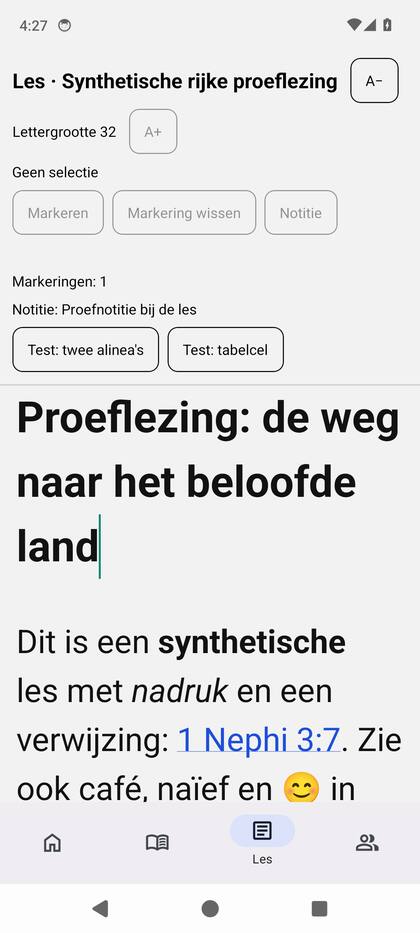 4:27
Les · Synthetische rijke proeflezing
A−
Lettergrootte 32
A+
Geen selectie
Markeren
Markering wissen
Notitie
Markeringen: 1
Notitie: Proefnotitie bij de les
Test: twee alinea's
Test: tabelcel
Proeflezing: de weg
naar het beloofde
land
Dit is een synthetische
les met nadruk en een
verwijzing: 1 Nephi 3:7. Zie
ook café, naïef en 😊 in
Les